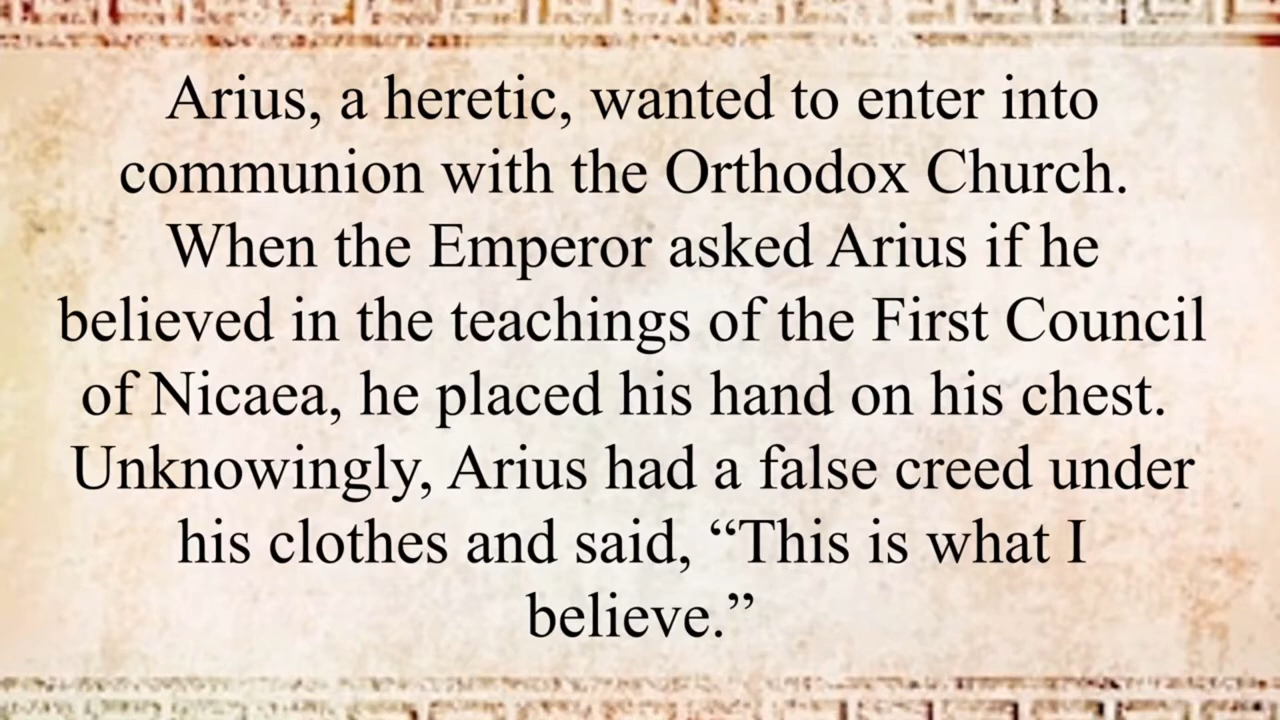 Arius, a heretic, wanted to enter into
communion with the Orthodox Church.
When the Emperor asked Arius if he
believed in the teachings of the First Council
of Nicaea, he placed his hand on his chest.
Unknowingly, Arius had a false creed under
his clothes and said, “This is what I
believe.”